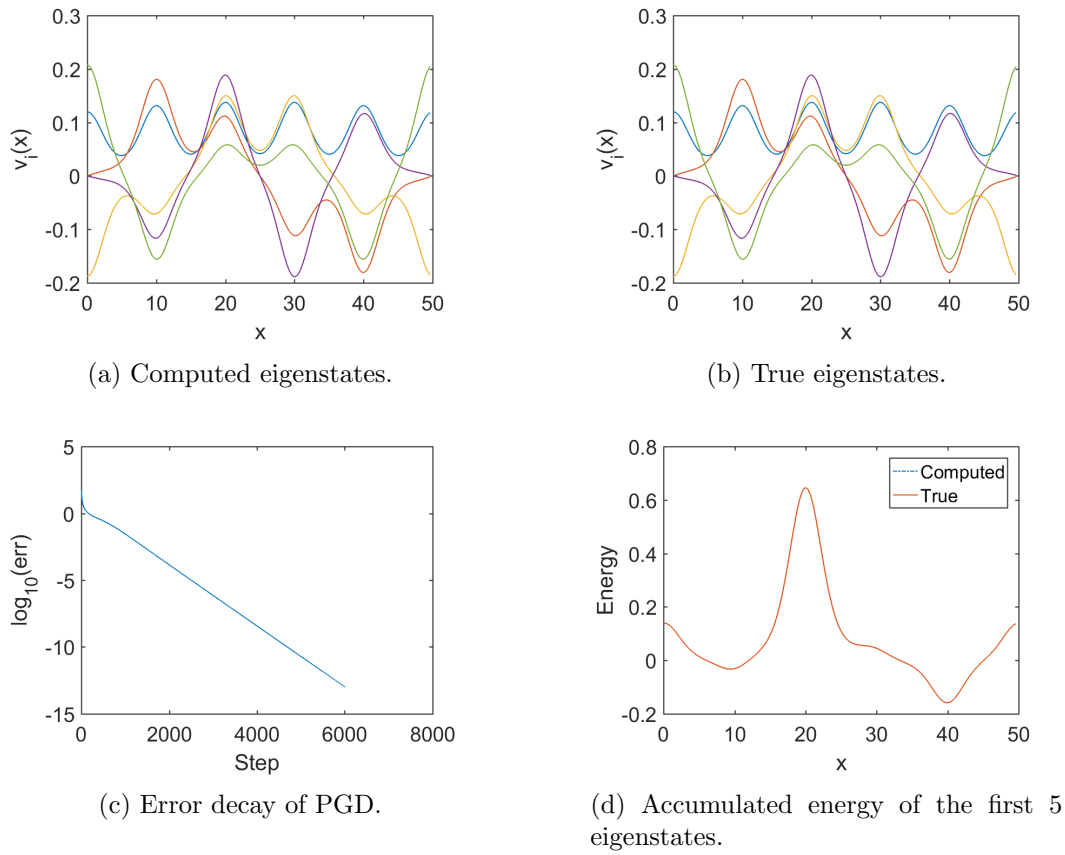 0.3
0.2
0.1
0
-0.1
-0.2
v_i(x)
0 10 20 30 40 50
x
(a) Computed eigenstates.
0.3
0.2
0.1
0
-0.1
-0.2
v_i(x)
0 10 20 30 40 50
x
(b) True eigenstates.
5
0
-5
-10
-15
log_10(err)
0 2000 4000 6000 8000
Step
(c) Error decay of PGD.
0.8
0.6
0.4
0.2
0
-0.2
Energy
Computed
True
0 10 20 30 40 50
x
(d) Accumulated energy of the first 5
eigenstates.